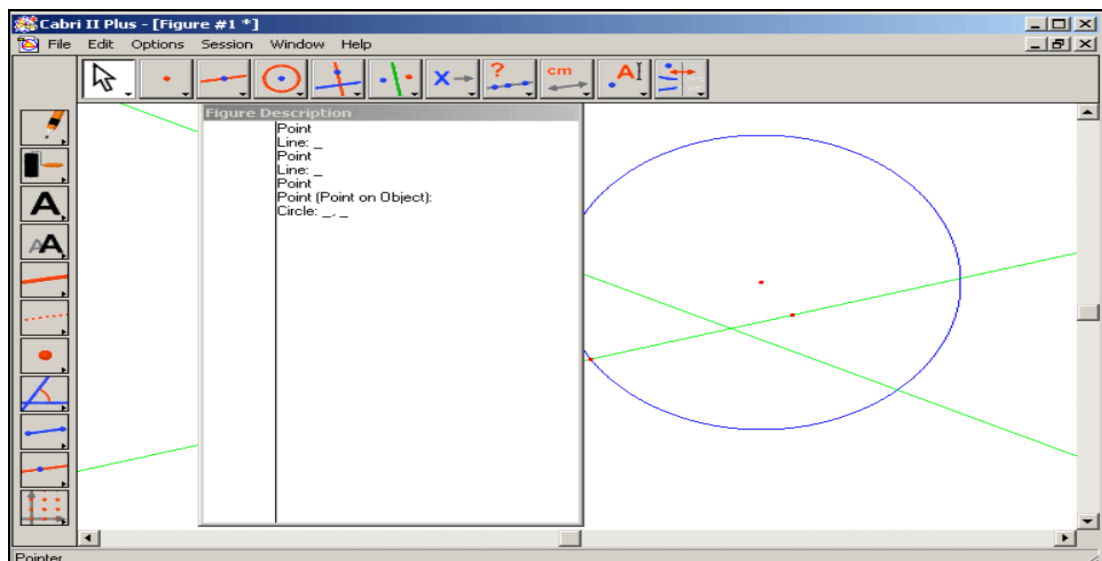 Cabri II Plus - [Figure #1 *]
File Edit Options Session Window Help
? cm A
X
A
AA
Figure Description
Point
Line: _
Point
Line: _
Point
Point (Point on Object):
Circle: _, _
Pointer